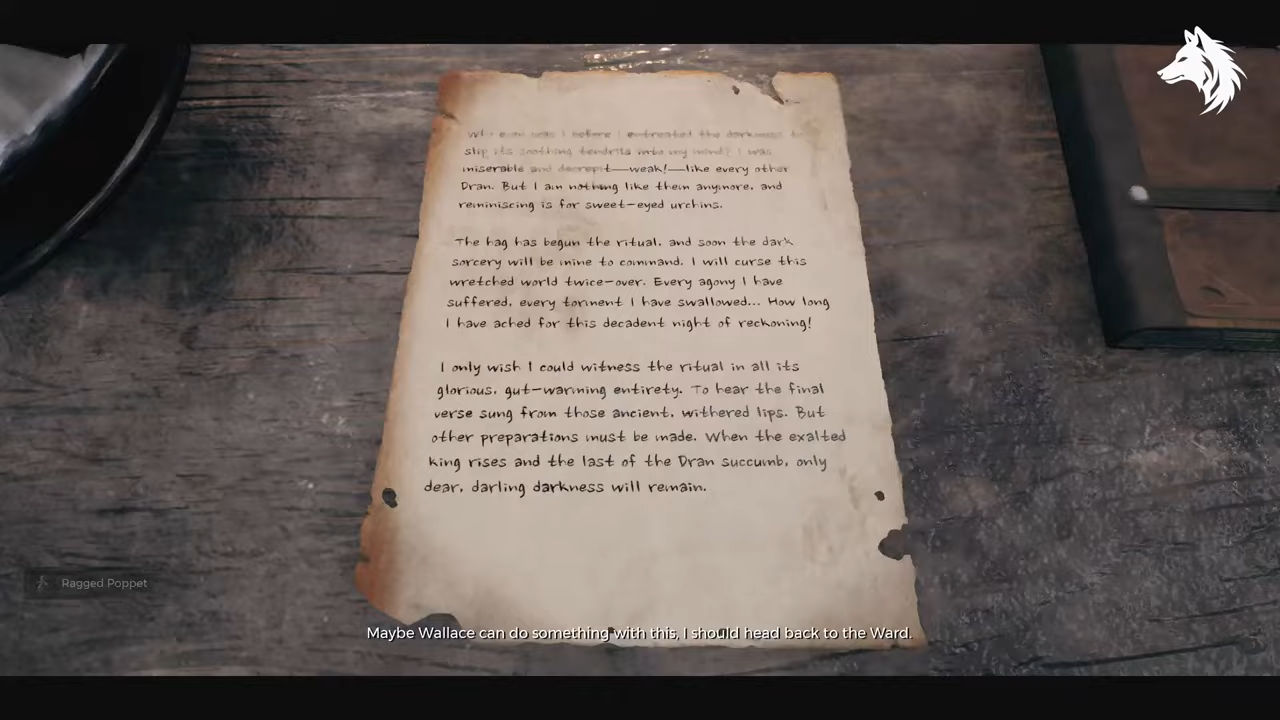 Who even was I before I entreated the darkness to
slip its soothing tendrils into my mind? I was
miserable and decrepit—weak!—like every other
Dran. But I am nothing like them anymore, and
reminiscing is for sweet-eyed urchins.
The hag has begun the ritual, and soon the dark
sorcery will be mine to command. I will curse this
wretched world twice-over. Every agony I have
suffered, every torment I have swallowed... How long
I have ached for this decadent night of reckoning!
I only wish I could witness the ritual in all its
glorious, gut-warming entirety. To hear the final
verse sung from those ancient, withered lips. But
other preparations must be made. When the exalted
king rises and the last of the Dran succumb, only
dear, darling darkness will remain.
Ragged Poppet
Maybe Wallace can do something with this. I should head back to the Ward.